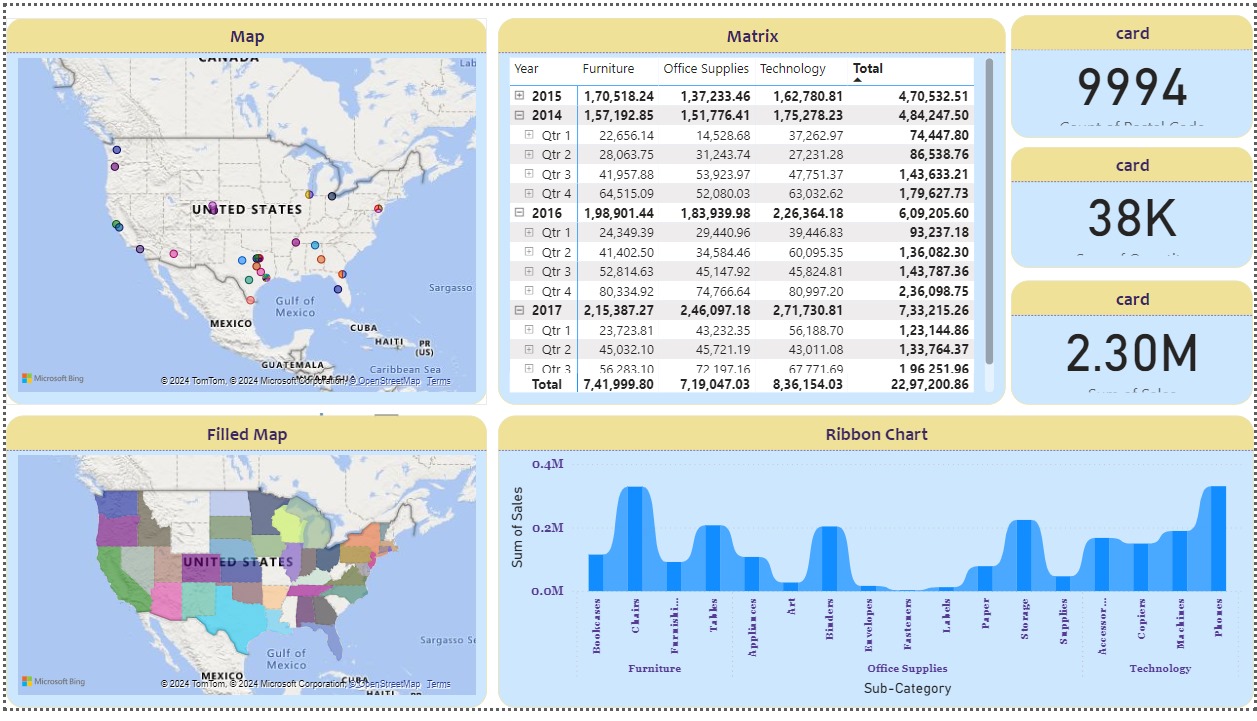 Map
CANADA
Lab
UNITED STATES
Sargasso
Gulf of
Mexico
MEXICO
CUBA
HAITI
PR
(US)
GUATEMALA
Caribbean Sea
NICARAGUA
Microsoft Bing
© 2024 TomTom, © 2024 Microsoft Corporation, © OpenStreetMap Terms
Matrix
Year Furniture Office Supplies Technology Total
2015 1,70,518.24 1,37,233.46 1,62,780.81 4,70,532.51
2014 1,57,192.85 1,51,776.41 1,75,278.23 4,84,247.50
Qtr 1 22,656.14 14,528.68 37,262.97 74,447.80
Qtr 2 28,063.75 31,243.74 27,231.28 86,538.76
Qtr 3 41,957.88 53,923.97 47,751.37 1,43,633.21
Qtr 4 64,515.09 52,080.03 63,032.62 1,79,627.73
2016 1,98,901.44 1,83,939.98 2,26,364.18 6,09,205.60
Qtr 1 24,349.39 29,440.96 39,446.83 93,237.18
Qtr 2 41,402.50 34,584.46 60,095.35 1,36,082.30
Qtr 3 52,814.63 45,147.92 45,824.81 1,43,787.36
Qtr 4 80,334.92 74,766.64 80,997.20 2,36,098.75
2017 2,15,387.27 2,46,097.18 2,71,730.81 7,33,215.26
Qtr 1 23,723.81 43,232.35 56,188.70 1,23,144.86
Qtr 2 45,032.10 45,721.19 43,011.08 1,33,764.37
Qtr 3 56,283.10 72,197.16 67,771.69 1,96,251.96
Total 7,41,999.80 7,19,047.03 8,36,154.03 22,97,200.86
card
9994
Count of Postal Code
card
38K
Sum of Quantity
card
2.30M
Sum of Sales
Filled Map
UNITED STATES
Sargasso Se
Gulf of
Mexico
MEXICO
CUBA
HAITI
PR
Microsoft Bing
© 2024 TomTom, © 2024 Microsoft Corporation, © OpenStreetMap Terms
Ribbon Chart
Sum of Sales
0.4M
0.2M
0.0M
Bookcases
Chairs
Furnishi...
Tables
Appliances
Art
Binders
Envelopes
Fasteners
Labels
Paper
Storage
Supplies
Accessor...
Copiers
Machines
Phones
Furniture
Office Supplies
Technology
Sub-Category